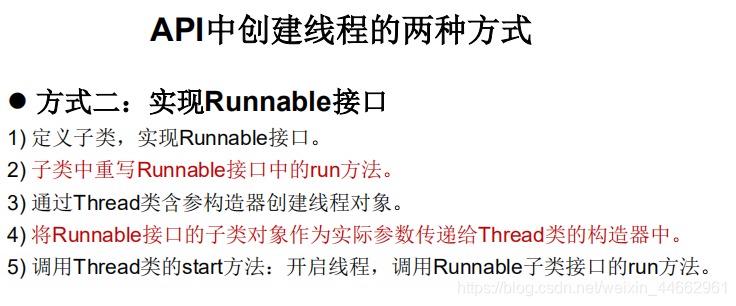 API中创建线程的两种方式
● 方式二：实现Runnable接口
1) 定义子类，实现Runnable接口。
2) 子类中重写Runnable接口中的run方法。
3) 通过Thread类含参构造器创建线程对象。
4) 将Runnable接口的子类对象作为实际参数传递给Thread类的构造器中。
5) 调用Thread类的start方法：开启线程，调用Runnable子类接口的run方法。
https://blog.csdn.net/weixin_44662961